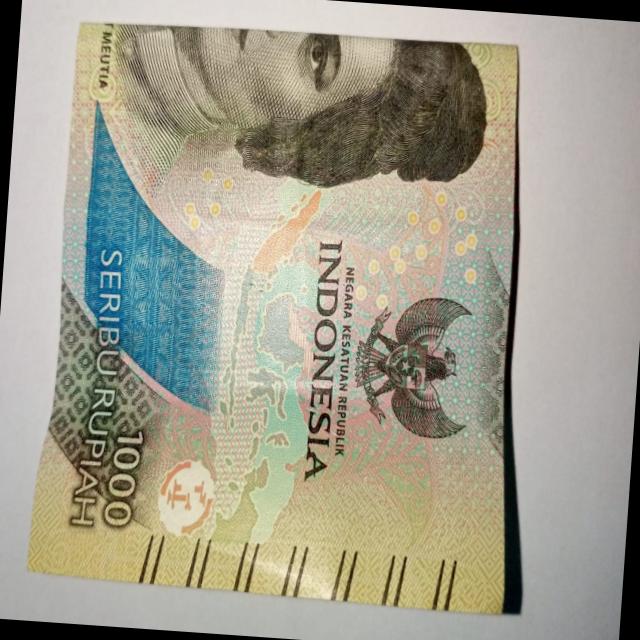 NEGARA KESATUAN REPUBLIK
INDONESIA
MEUTIA
1000
SERIBU RUPIAH